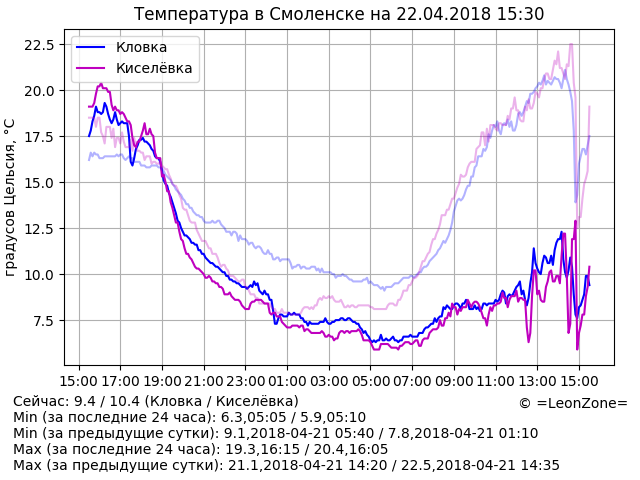 Температура в Смоленске на 22.04.2018 15:30
Кловка
Киселёвка
градусов Цельсия, °C
22.5
20.0
17.5
15.0
12.5
10.0
7.5
15:00 17:00 19:00 21:00 23:00 01:00 03:00 05:00 07:00 09:00 11:00 13:00 15:00
© =LeonZone=
Сейчас: 9.4 / 10.4 (Кловка / Киселёвка)
Min (за последние 24 часа): 6.3,05:05 / 5.9,05:10
Min (за предыдущие сутки): 9.1,2018-04-21 05:40 / 7.8,2018-04-21 01:10
Max (за последние 24 часа): 19.3,16:15 / 20.4,16:05
Max (за предыдущие сутки): 21.1,2018-04-21 14:20 / 22.5,2018-04-21 14:35